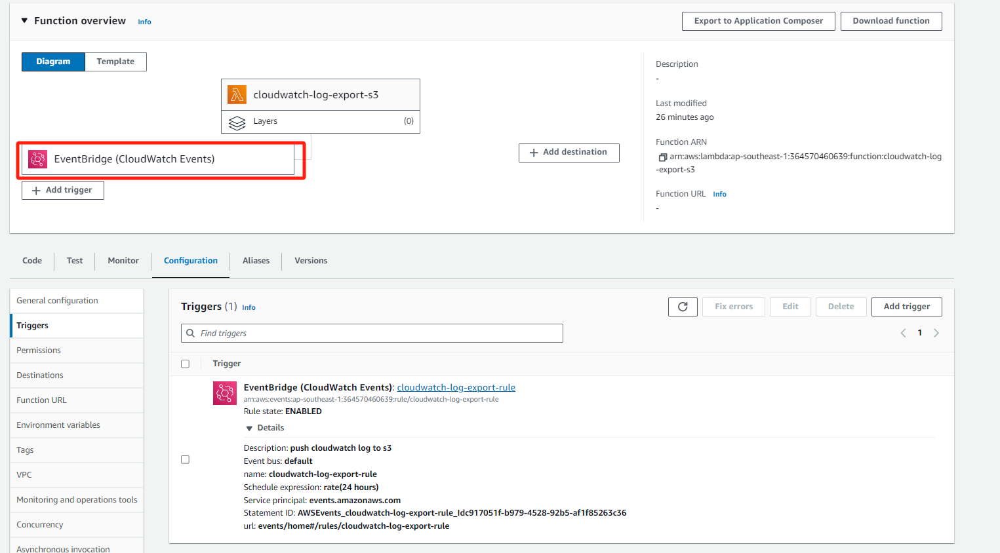 Function overview Info
Export to Application Composer
Download function
Diagram
Template
cloudwatch-log-export-s3
Layers (0)
EventBridge (CloudWatch Events)
Add trigger
Add destination
Description
-
Last modified
26 minutes ago
Function ARN
arn:aws:lambda:ap-southeast-1:364570460639:function:cloudwatch-log
-export-s3
Function URL Info
-
Code
Test
Monitor
Configuration
Aliases
Versions
General configuration
Triggers
Permissions
Destinations
Function URL
Environment variables
Tags
VPC
Monitoring and operations tools
Concurrency
Asynchronous invocation
Triggers (1) Info
Fix errors
Edit
Delete
Add trigger
Find triggers
1
Trigger
EventBridge (CloudWatch Events): cloudwatch-log-export-rule
arn:aws:events:ap-southeast-1:364570460639:rule/cloudwatch-log-export-rule
Rule state: ENABLED
Details
Description: push cloudwatch log to s3
Event bus: default
name: cloudwatch-log-export-rule
Schedule expression: rate(24 hours)
Service principal: events.amazonaws.com
Statement ID: AWSEvents_cloudwatch-log-export-rule_Idc917051f-b979-4528-92b5-af1f85263c36
url: events/home#/rules/cloudwatch-log-export-rule